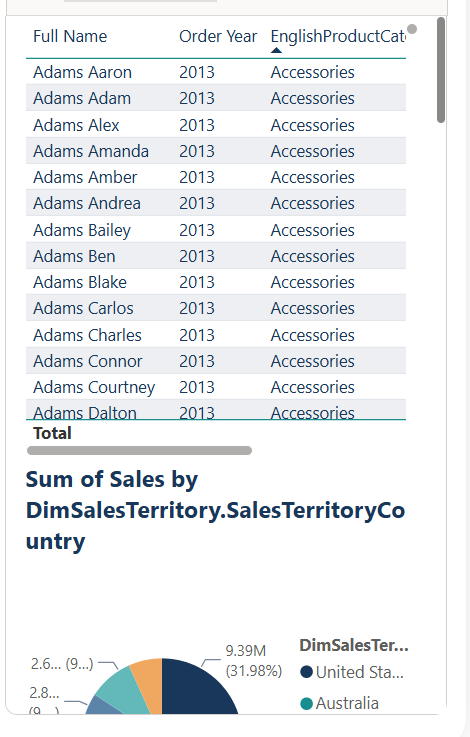 Full Name Order Year EnglishProductCat
Adams Aaron 2013 Accessories
Adams Adam 2013 Accessories
Adams Alex 2013 Accessories
Adams Amanda 2013 Accessories
Adams Amber 2013 Accessories
Adams Andrea 2013 Accessories
Adams Bailey 2013 Accessories
Adams Ben 2013 Accessories
Adams Blake 2013 Accessories
Adams Carlos 2013 Accessories
Adams Charles 2013 Accessories
Adams Connor 2013 Accessories
Adams Courtney 2013 Accessories
Adams Dalton 2013 Accessories
Total
Sum of Sales by
DimSalesTerritory.SalesTerritoryCo
untry
9.39M
(31.98%)
2.6... (9...)
2.8...
(9...)
DimSalesTer...
United Sta...
Australia